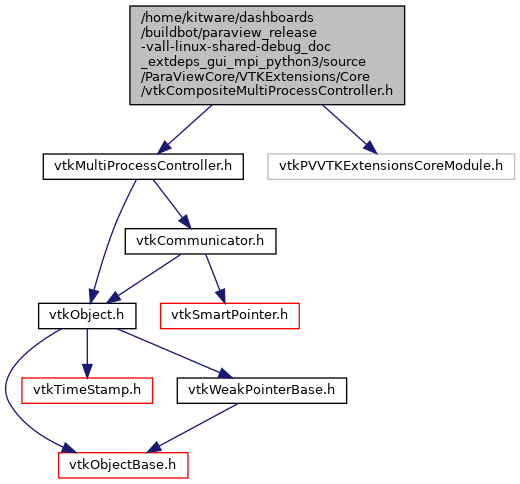 /home/kitware/dashboards
/buildbot/paraview_release
-vall-linux-shared-debug_doc
_extdeps_gui_mpi_python3/source
/ParaViewCore/VTKExtensions/Core
/vtkCompositeMultiProcessController.h
vtkMultiProcessController.h
vtkPVVTKExtensionsCoreModule.h
vtkCommunicator.h
vtkObject.h
vtkSmartPointer.h
vtkTimeStamp.h
vtkWeakPointerBase.h
vtkObjectBase.h